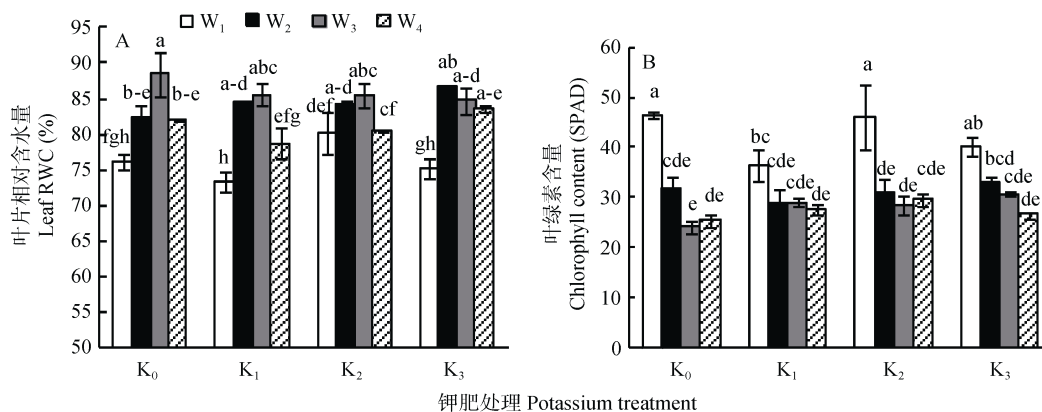 A
W1 W2 W3 W4
叶片相对含水量
Leaf RWC (%)
95
90
85
80
75
70
65
60
55
50
fgh b-e a b-e
h a-d abc efg
def a-d abc cf
gh ab a-d a-e
K0 K1 K2 K3
B
叶绿素含量
Chlorophyll content (SPAD)
60
50
40
30
20
10
0
a cde e de
bc cde cde de
a de de cde
ab bcd cde de
K0 K1 K2 K3
钾肥处理 Potassium treatment